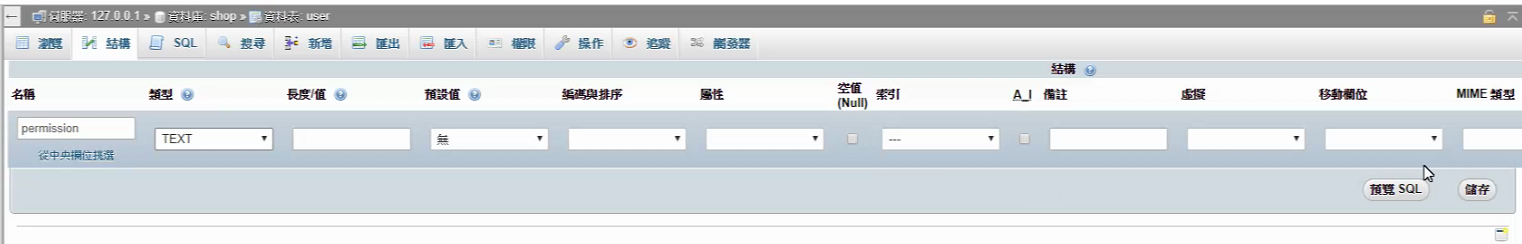 伺服器: 127.0.0.1 » 資料庫: shop » 資料表: user
瀏覽 結構 SQL 搜尋 新增 匯出 匯入 權限 操作 追蹤 觸發器
結構
名稱 類型 長度/值 預設值 編碼與排序 屬性 空值 (Null) 索引 A_I 備註 虛擬 移動欄位 MIME 類型
permission TEXT 無 ---
從中央欄位挑選
預覽 SQL 儲存